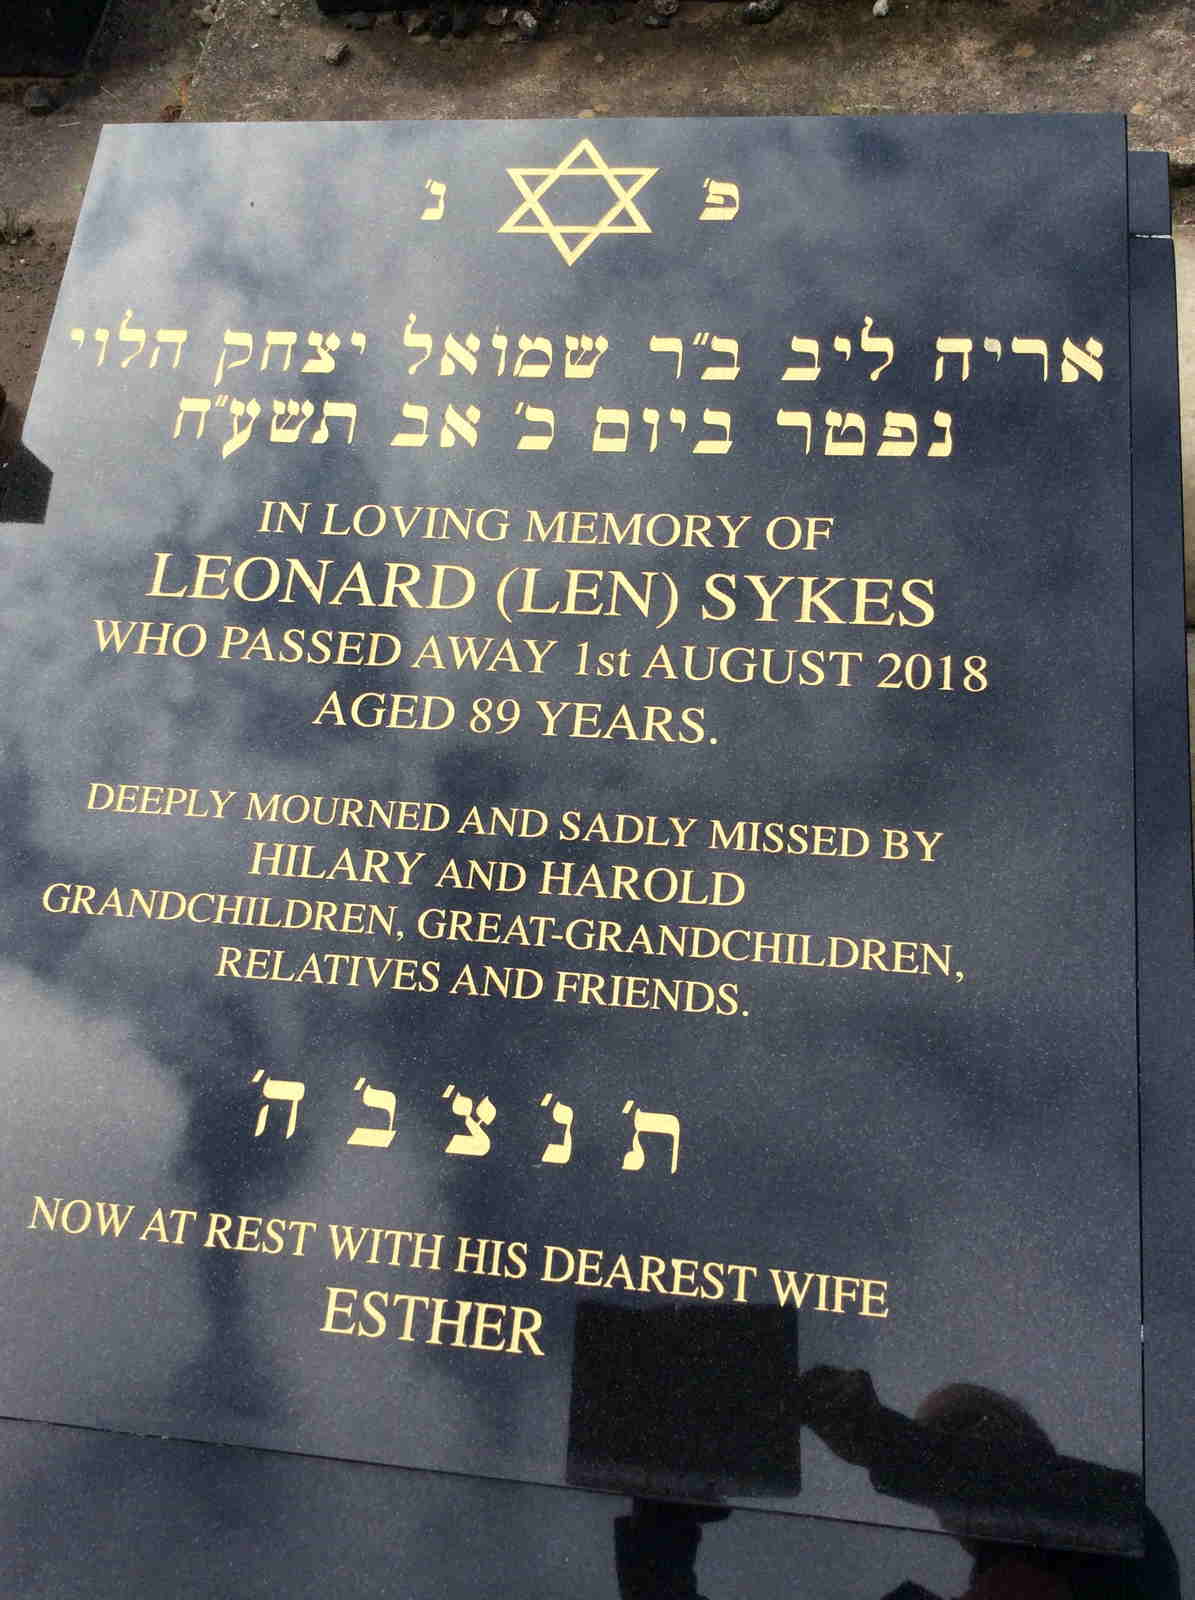 פ׳ נ׳
אריה ליב ב״ר שמואל יצחק הלוי
נפטר ביום כ׳ אב תשע״ח
IN LOVING MEMORY OF
LEONARD (LEN) SYKES
WHO PASSED AWAY 1st AUGUST 2018
AGED 89 YEARS.
DEEPLY MOURNED AND SADLY MISSED BY
HILARY AND HAROLD
GRANDCHILDREN, GREAT-GRANDCHILDREN,
RELATIVES AND FRIENDS.
ת׳ נ׳ צ׳ ב׳ ה׳
NOW AT REST WITH HIS DEAREST WIFE
ESTHER